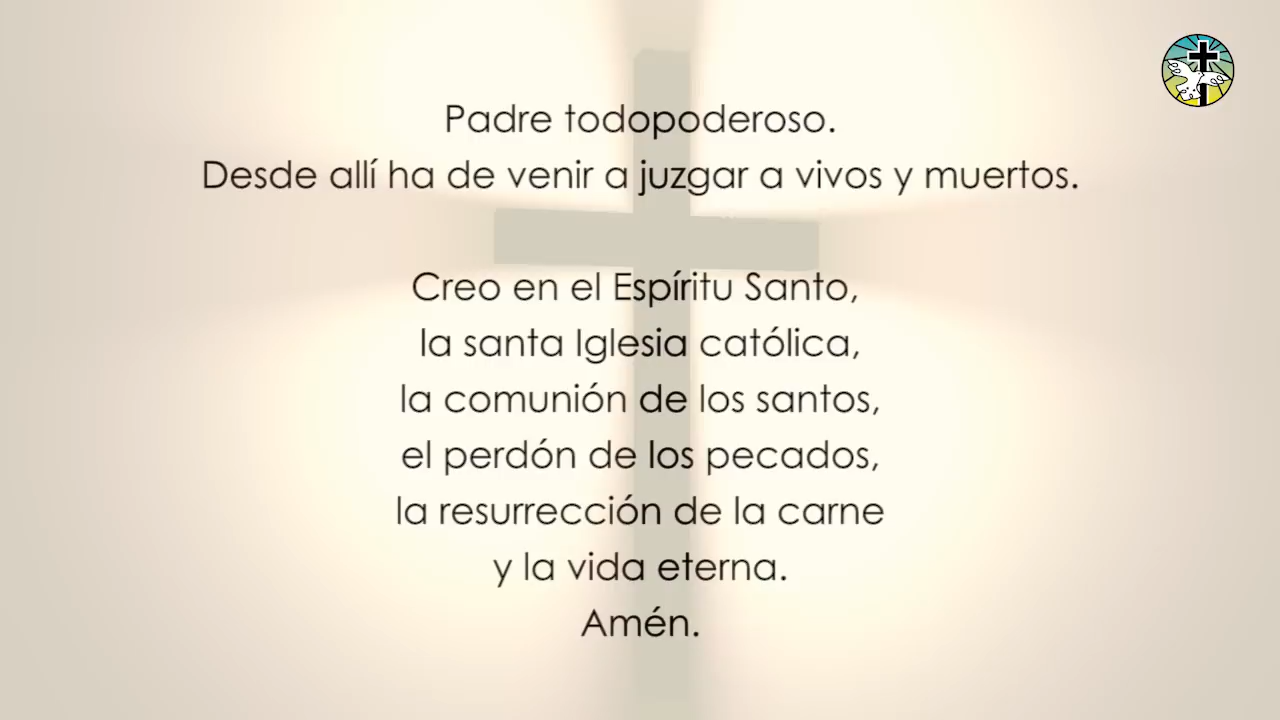 Padre todopoderoso.
Desde allí ha de venir a juzgar a vivos y muertos.
Creo en el Espíritu Santo,
la santa Iglesia católica,
la comunión de los santos,
el perdón de los pecados,
la resurrección de la carne
y la vida eterna.
Amén.